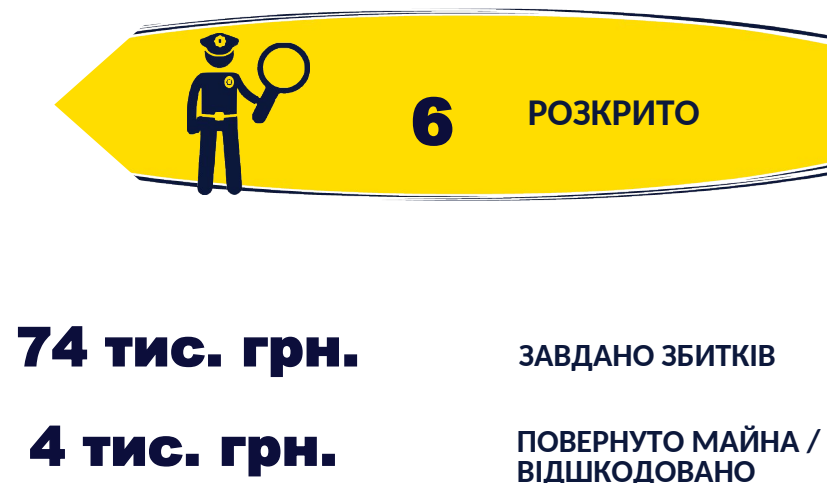 6 РОЗКРИТО
74 тис. грн. ЗАВДАНО ЗБИТКІВ
4 тис. грн. ПОВЕРНУТО МАЙНА /
ВІДШКОДОВАНО